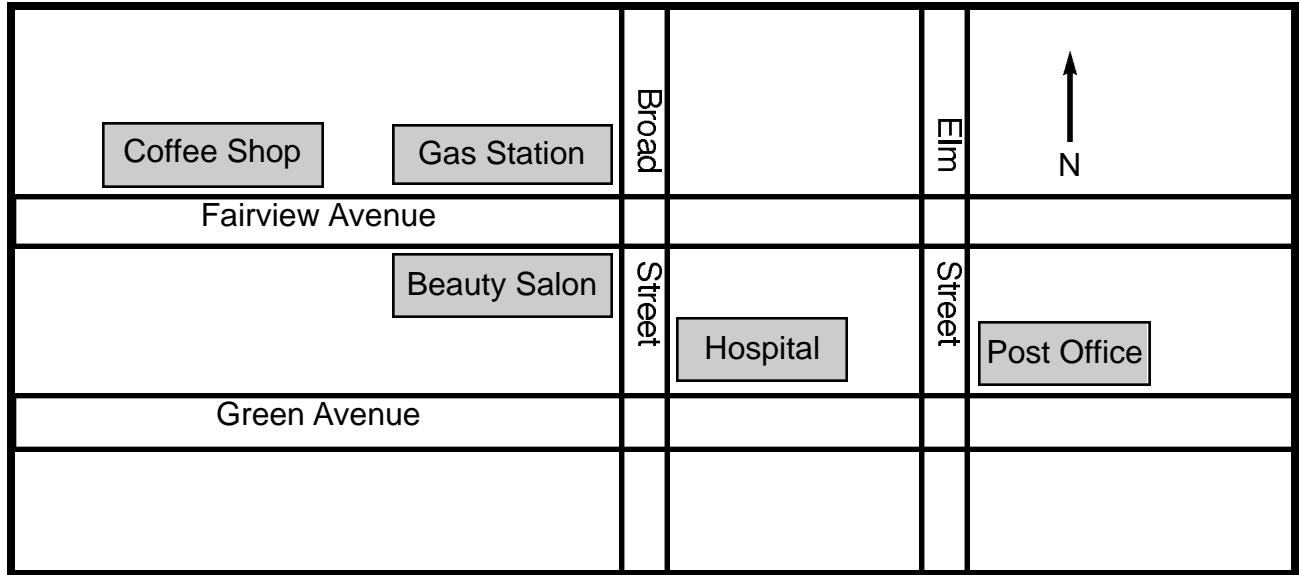 Broad
Elm
Coffee Shop
Gas Station
N
Fairview Avenue
Beauty Salon
Street
Street
Hospital
Post Office
Green Avenue